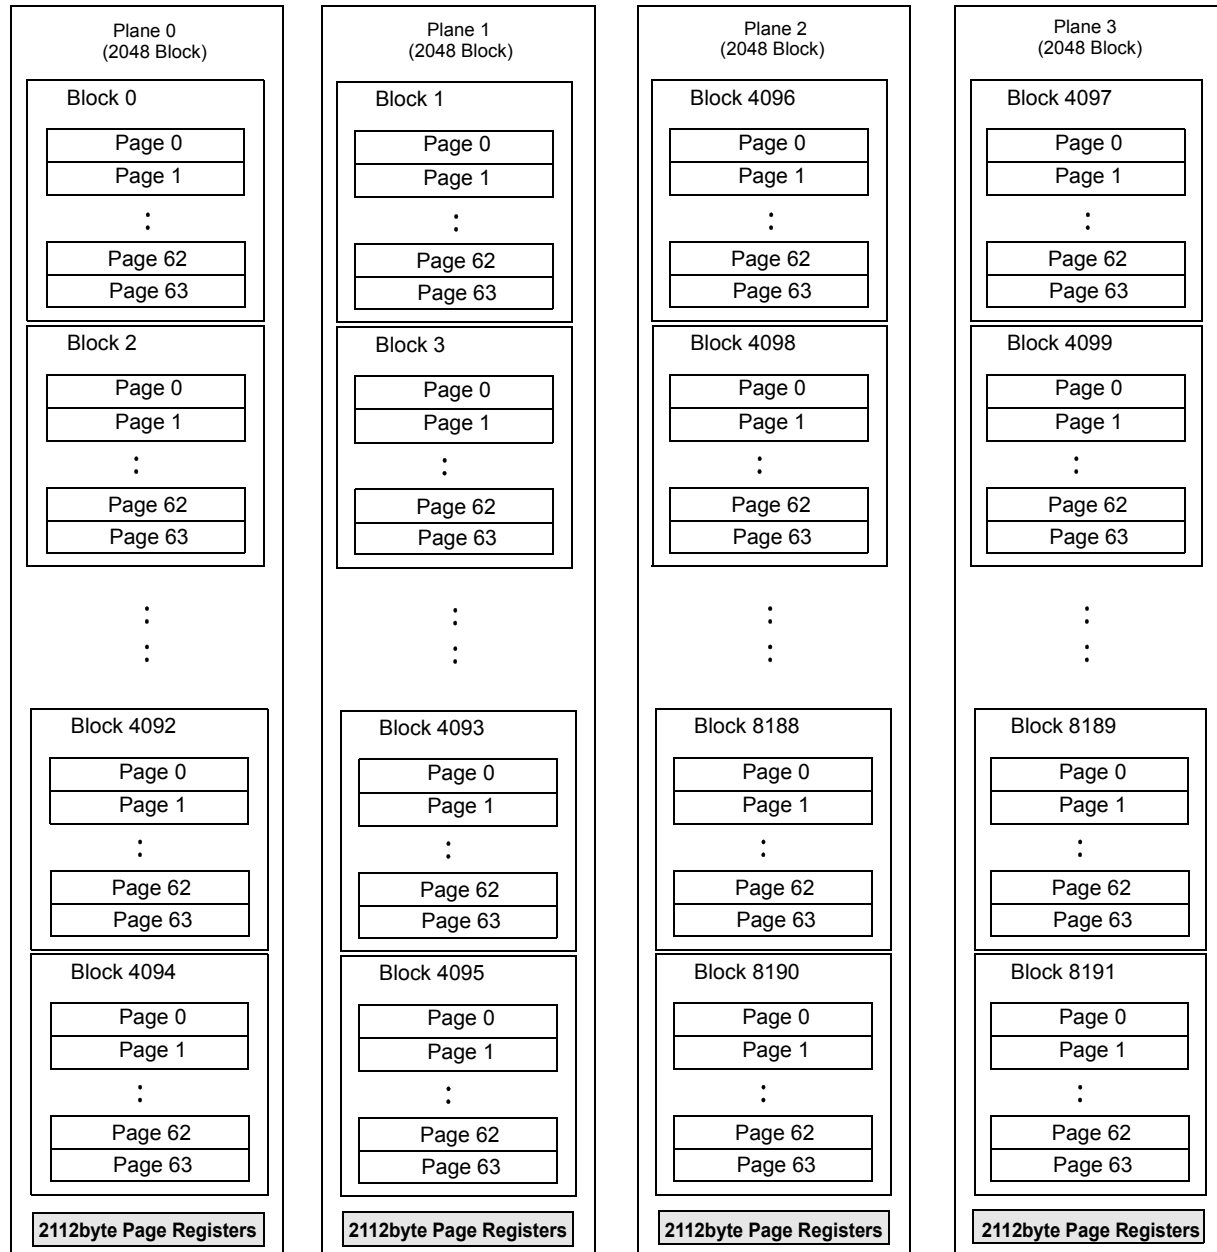 Plane 0
(2048 Block)
Block 0
Page 0
Page 1
Page 62
Page 63
Block 2
Page 0
Page 1
Page 62
Page 63
Block 4092
Page 0
Page 1
Page 62
Page 63
Block 4094
Page 0
Page 1
Page 62
Page 63
2112byte Page Registers
Plane 1
(2048 Block)
Block 1
Page 0
Page 1
Page 62
Page 63
Block 3
Page 0
Page 1
Page 62
Page 63
Block 4093
Page 0
Page 1
Page 62
Page 63
Block 4095
Page 0
Page 1
Page 62
Page 63
2112byte Page Registers
Plane 2
(2048 Block)
Block 4096
Page 0
Page 1
Page 62
Page 63
Block 4098
Page 0
Page 1
Page 62
Page 63
Block 8188
Page 0
Page 1
Page 62
Page 63
Block 8190
Page 0
Page 1
Page 62
Page 63
2112byte Page Registers
Plane 3
(2048 Block)
Block 4097
Page 0
Page 1
Page 62
Page 63
Block 4099
Page 0
Page 1
Page 62
Page 63
Block 8189
Page 0
Page 1
Page 62
Page 63
Block 8191
Page 0
Page 1
Page 62
Page 63
2112byte Page Registers